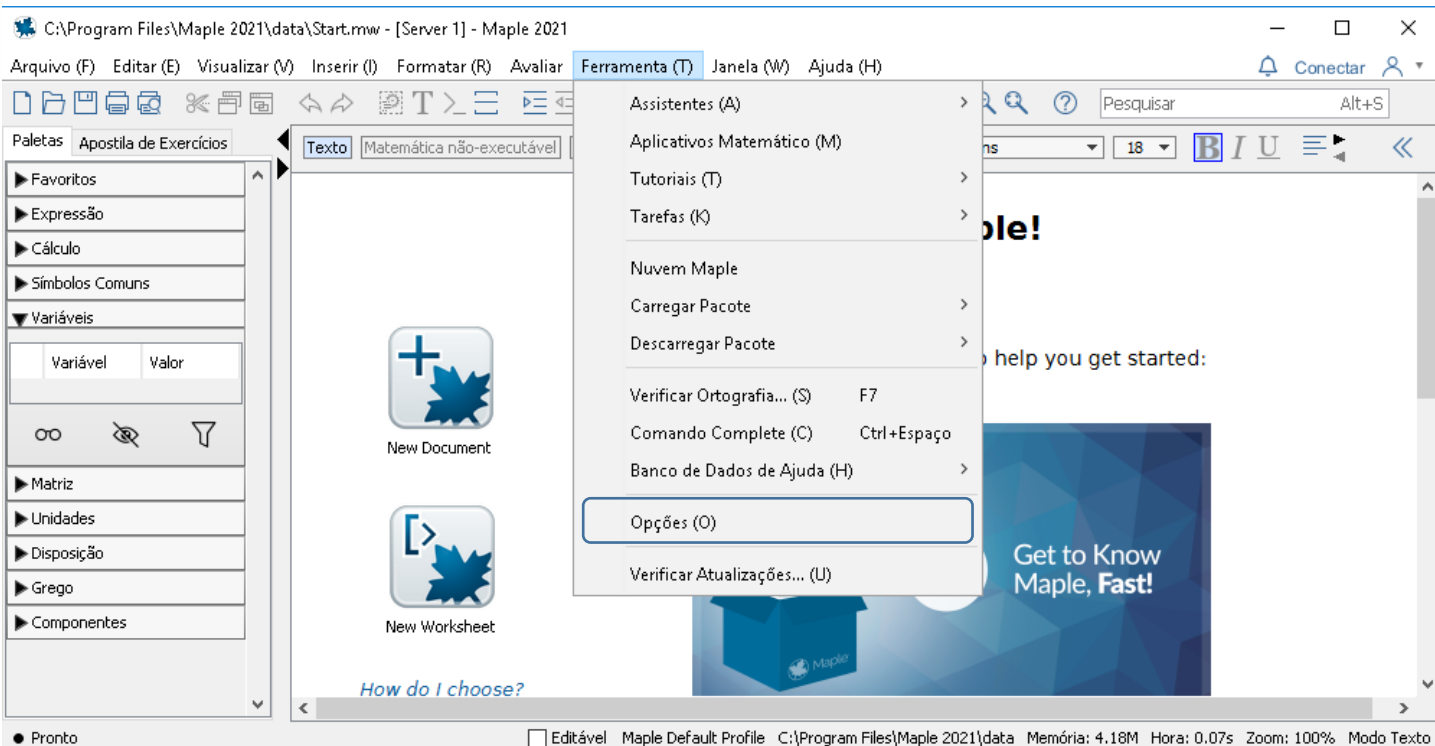 C:\Program Files\Maple 2021\data\Start.mw - [Server 1] - Maple 2021
Arquivo (F) Editar (E) Visualizar (V) Inserir (I) Formatar (R) Avaliar Ferramenta (T) Janela (W) Ajuda (H) Conectar
Pesquisar Alt+S
Paletas Apostila de Exercícios
Texto Matemática não-executável ns 18 B I U
Favoritos
Expressão
Cálculo
Símbolos Comuns
Variáveis
Variável Valor
Matriz
Unidades
Disposição
Grego
Componentes
Assistentes (A)
Aplicativos Matemático (M)
Tutoriais (T)
Tarefas (K)
Nuvem Maple
Carregar Pacote
Descarregar Pacote
Verificar Ortografia... (S) F7
Comando Complete (C) Ctrl+Espaço
Banco de Dados de Ajuda (H)
Opções (O)
Verificar Atualizações... (U)
ple!
help you get started:
New Document
New Worksheet
How do I choose?
Get to Know
Maple, Fast!
Maple
Pronto
Editável Maple Default Profile C:\Program Files\Maple 2021\data Memória: 4.18M Hora: 0.07s Zoom: 100% Modo Texto